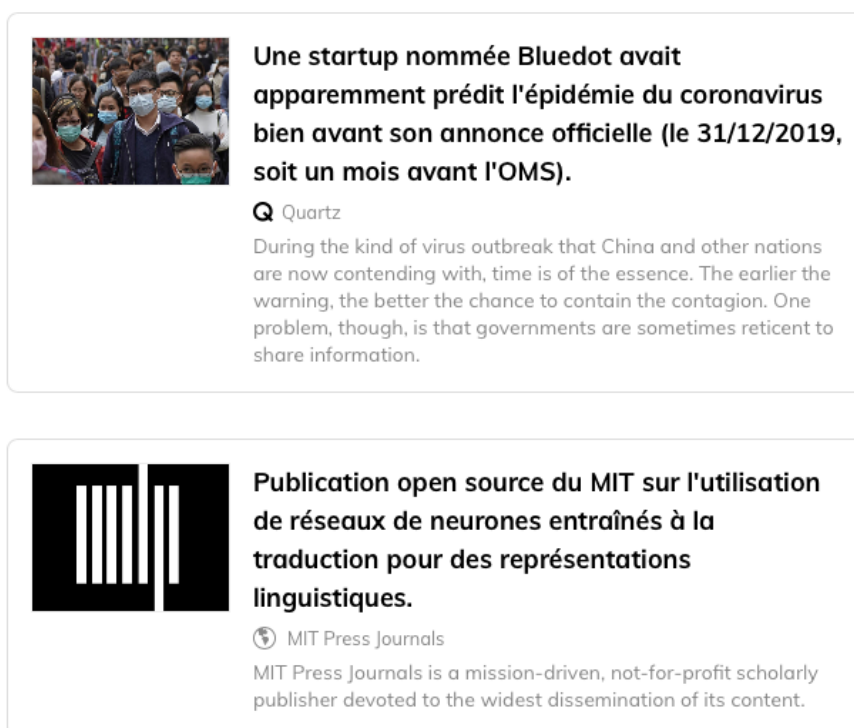 Une startup nommée Bluedot avait
apparemment prédit l'épidémie du coronavirus
bien avant son annonce officielle (le 31/12/2019,
soit un mois avant l'OMS).
Quartz
During the kind of virus outbreak that China and other nations
are now contending with, time is of the essence. The earlier the
warning, the better the chance to contain the contagion. One
problem, though, is that governments are sometimes reticent to
share information.
Publication open source du MIT sur l'utilisation
de réseaux de neurones entraînés à la
traduction pour des représentations
linguistiques.
MIT Press Journals
MIT Press Journals is a mission-driven, not-for-profit scholarly
publisher devoted to the widest dissemination of its content.